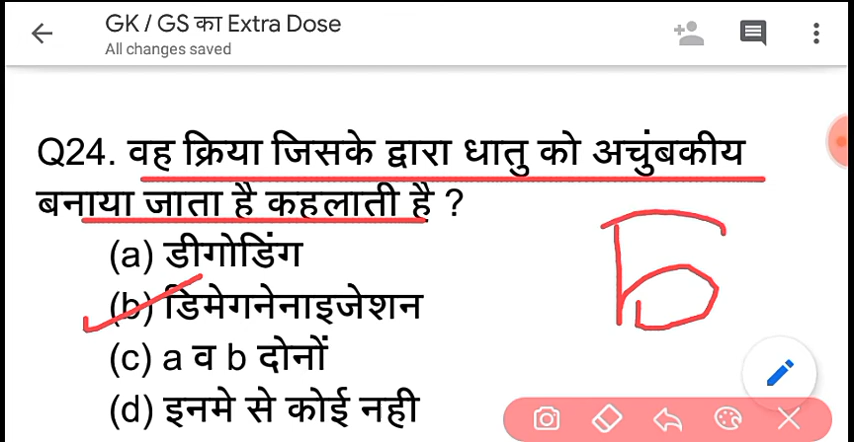 GK / GS का Extra Dose
All changes saved
Q24. वह क्रिया जिसके द्वारा धातु को अचुंबकीय
बनाया जाता है कहलाती है ?
(a) डीगोडिंग
(b) डिमेगनेनाइजेशन
(c) a व b दोनों
(d) इनमे से कोई नही